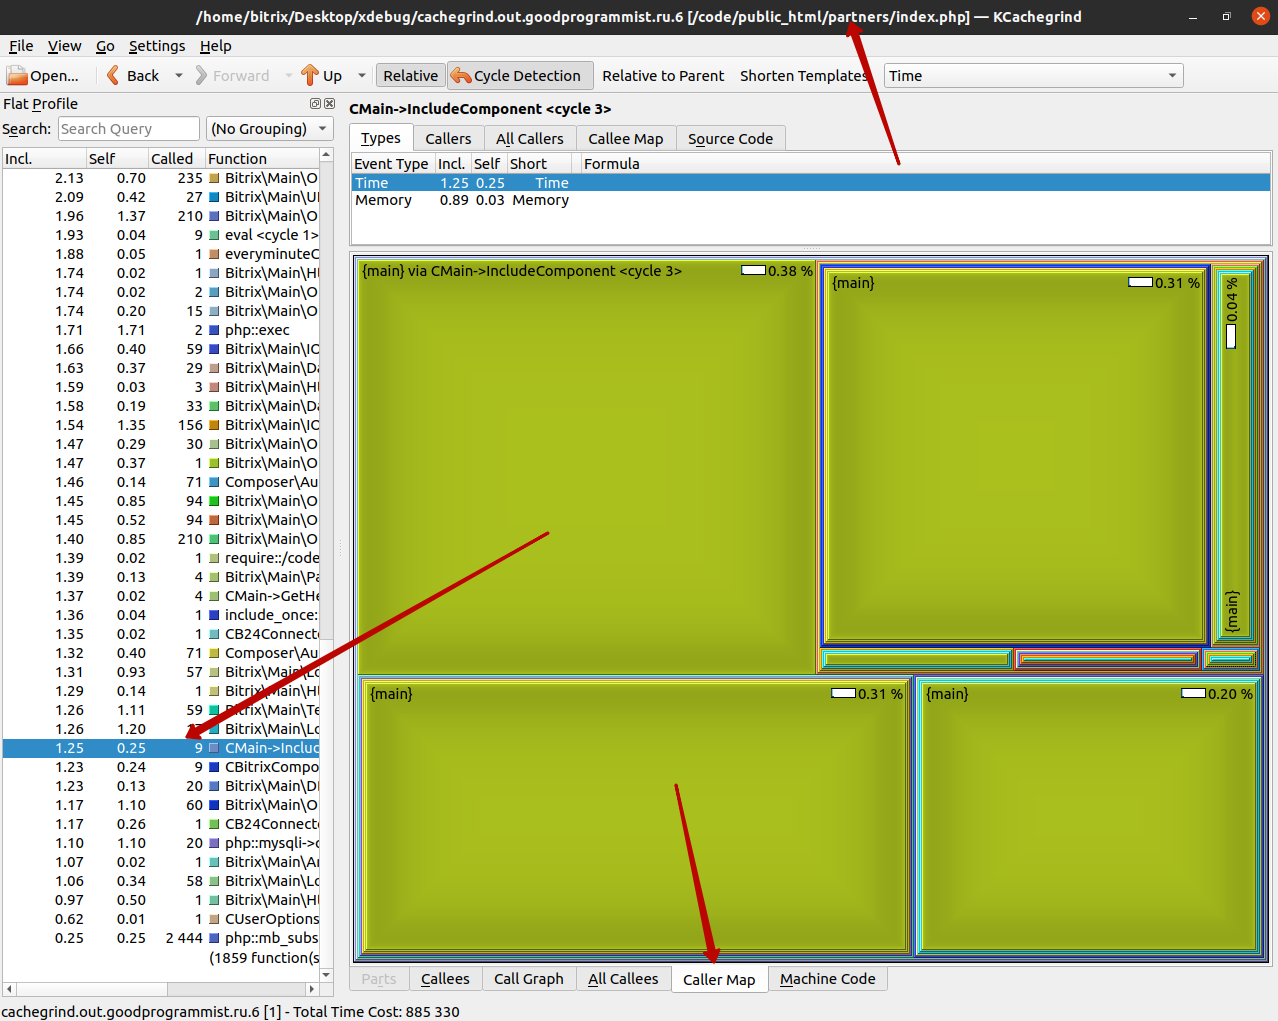 /home/bitrix/Desktop/xdebug/cachegrind.out.goodprogrammist.ru.6 [/code/public_html/partners/index.php] — KCachegrind
File View Go Settings Help
Open... Back Forward Up Relative Cycle Detection Relative to Parent Shorten Templates Time
Flat Profile
Search: Search Query (No Grouping)
Incl. Self Called Function
2.13 0.70 235 Bitrix\Main\O
2.09 0.42 27 Bitrix\Main\UI
1.96 1.37 210 Bitrix\Main\O
1.93 0.04 9 eval <cycle 1>
1.88 0.05 1 everyminuteC
1.74 0.02 1 Bitrix\Main\H
1.74 0.02 2 Bitrix\Main\O
1.74 0.20 15 Bitrix\Main\O
1.71 1.71 2 php::exec
1.66 0.40 59 Bitrix\Main\IO
1.63 0.37 29 Bitrix\Main\Da
1.59 0.03 3 Bitrix\Main\H
1.58 0.19 33 Bitrix\Main\Da
1.54 1.35 156 Bitrix\Main\IO
1.47 0.29 30 Bitrix\Main\O
1.47 0.37 1 Bitrix\Main\O
1.46 0.14 71 Composer\Au
1.45 0.85 94 Bitrix\Main\O
1.45 0.52 94 Bitrix\Main\O
1.40 0.85 210 Bitrix\Main\O
1.39 0.02 1 require::/code
1.39 0.13 4 Bitrix\Main\Pa
1.37 0.02 4 CMain->GetHe
1.36 0.04 1 include_once:
1.35 0.02 1 CB24Connecto
1.32 0.40 71 Composer\Au
1.31 0.93 57 Bitrix\Main\Lo
1.29 0.14 1 Bitrix\Main\H
1.26 1.11 59 Bitrix\Main\Te
1.26 1.20 Bitrix\Main\Lo
1.25 0.25 9 CMain->Includ
1.23 0.24 9 CBitrixCompo
1.23 0.13 20 Bitrix\Main\DI
1.17 1.10 60 Bitrix\Main\O
1.17 0.26 1 CB24Connecto
1.10 1.10 20 php::mysqli->
1.07 0.02 1 Bitrix\Main\A
1.06 0.34 58 Bitrix\Main\Lo
0.97 0.50 1 Bitrix\Main\H
0.62 0.01 1 CUserOptions
0.25 0.25 2 444 php::mb_subs
(1859 function(s
CMain->IncludeComponent <cycle 3>
Types Callers All Callers Callee Map Source Code
Event Type Incl. Self Short Formula
Time 1.25 0.25 Time
Memory 0.89 0.03 Memory
{main} via CMain->IncludeComponent <cycle 3> 0.38 %
{main} 0.31 %
{main} 0.04 %
{main} 0.31 %
{main} 0.20 %
Parts Callees Call Graph All Callees Caller Map Machine Code
cachegrind.out.goodprogrammist.ru.6 [1] - Total Time Cost: 885 330